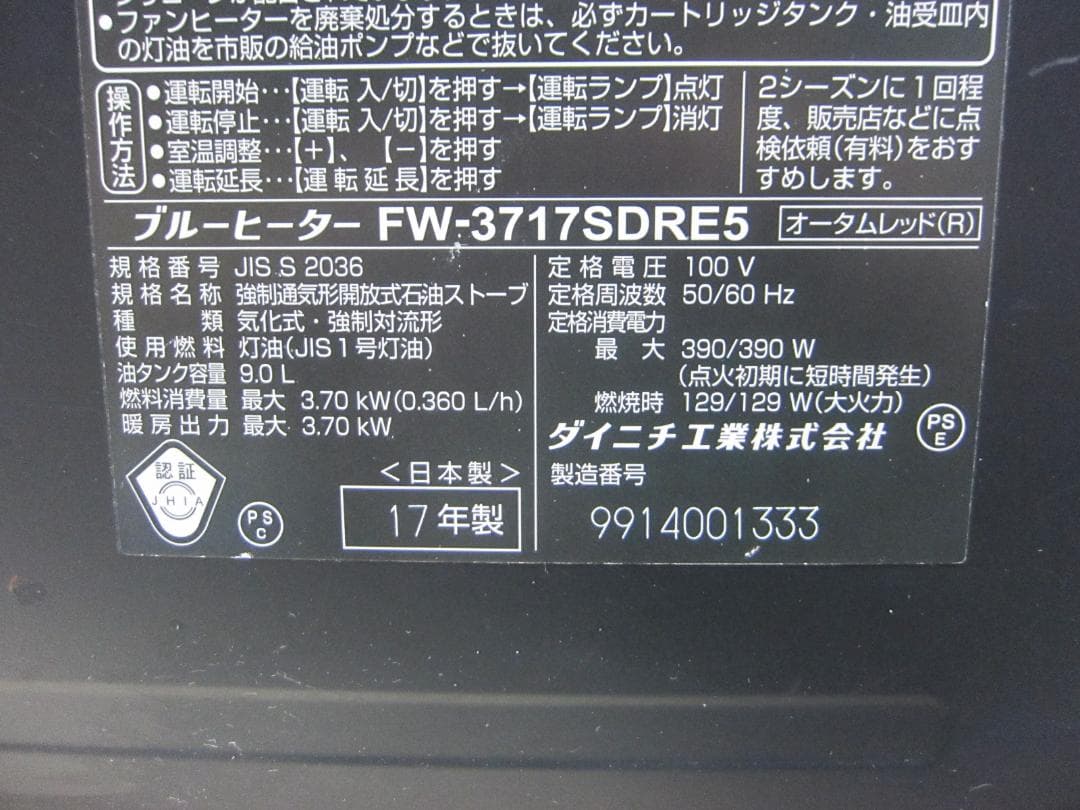 ●ファンヒーターを廃棄処分するときは、必ずカートリッジタンク・油受皿内
の灯油を市販の給油ポンプなどで抜いてください。
操作方法
●運転開始…【運転 入/切】を押す→【運転ランプ】点灯
●運転停止…【運転 入/切】を押す→【運転ランプ】消灯
●室温調整…【+】、【−】を押す
●運転延長…【運転延長】を押す
2シーズンに1回程
度、販売店などに点
検依頼(有料)をおす
すめします。
ブルーヒーター FW-3717SDRE5 オータムレッド(R)
規格番号 JIS S 2036
規格名称 強制通気形開放式石油ストーブ
種類 気化式・強制対流形
使用燃料 灯油(JIS1号灯油)
油タンク容量 9.0 L
燃料消費量 最大 3.70 kW(0.360 L/h)
暖房出力 最大 3.70 kW
認証
JHIA
PS
C
<日本製>
17年製
定格電圧 100 V
定格周波数 50/60 Hz
定格消費電力
最大 390/390 W
(点火初期に短時間発生)
燃焼時 129/129 W(大火力)
ダイニチ工業株式会社
PS
E
製造番号
9914001333